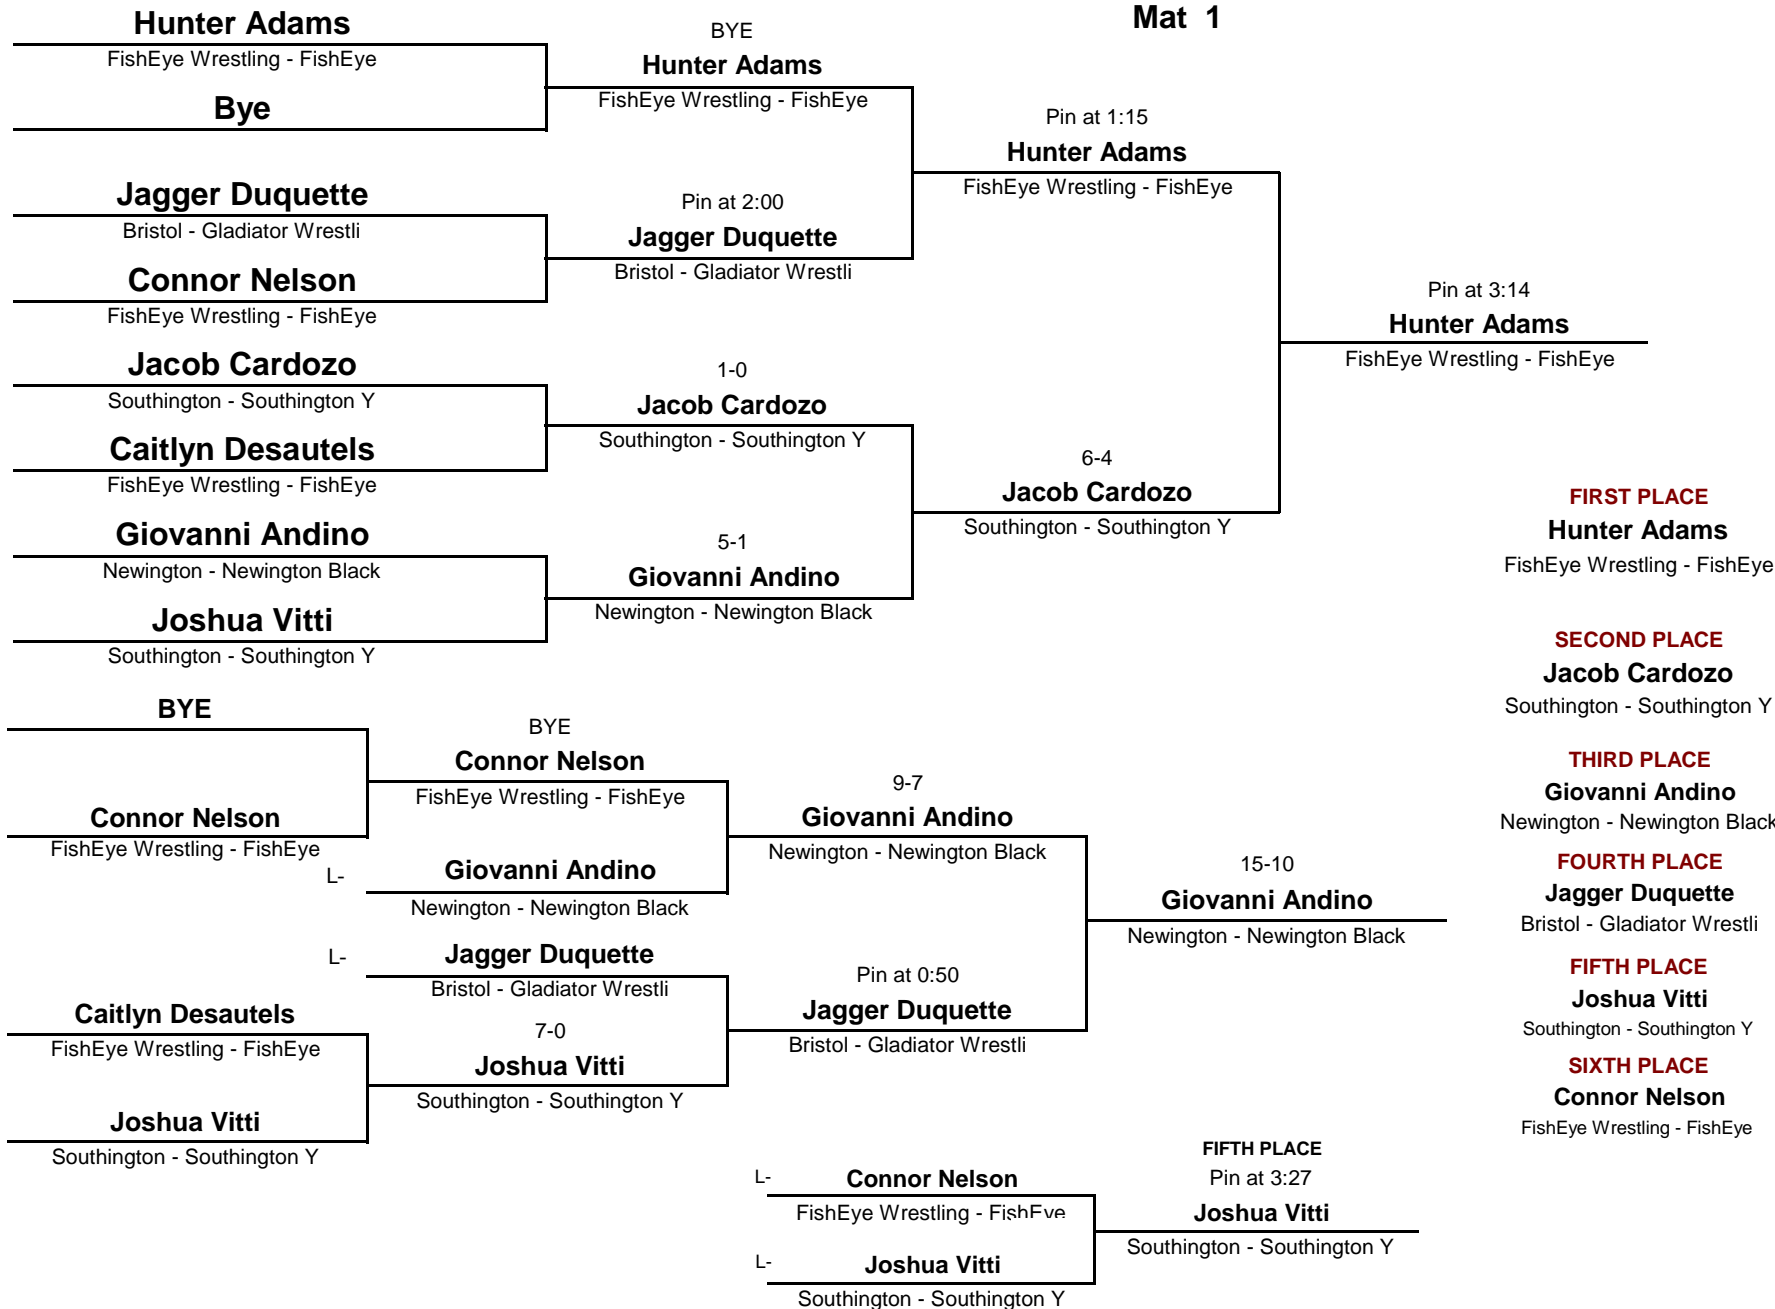 Mat 1
Hunter Adams
FishEye Wrestling - FishEye
Bye
Jagger Duquette
Bristol - Gladiator Wrestli
Connor Nelson
FishEye Wrestling - FishEye
Jacob Cardozo
Southington - Southington Y
Caitlyn Desautels
FishEye Wrestling - FishEye
Giovanni Andino
Newington - Newington Black
Joshua Vitti
Southington - Southington Y
BYE
Hunter Adams
FishEye Wrestling - FishEye
Pin at 2:00
Jagger Duquette
Bristol - Gladiator Wrestli
1-0
Jacob Cardozo
Southington - Southington Y
5-1
Giovanni Andino
Newington - Newington Black
Pin at 1:15
Hunter Adams
FishEye Wrestling - FishEye
6-4
Jacob Cardozo
Southington - Southington Y
Pin at 3:14
Hunter Adams
FishEye Wrestling - FishEye
BYE
Connor Nelson
FishEye Wrestling - FishEye
Caitlyn Desautels
FishEye Wrestling - FishEye
Joshua Vitti
Southington - Southington Y
BYE
Connor Nelson
FishEye Wrestling - FishEye
L-
Giovanni Andino
Newington - Newington Black
L-
Jagger Duquette
Bristol - Gladiator Wrestli
7-0
Joshua Vitti
Southington - Southington Y
9-7
Giovanni Andino
Newington - Newington Black
Pin at 0:50
Jagger Duquette
Bristol - Gladiator Wrestli
15-10
Giovanni Andino
Newington - Newington Black
L-
Connor Nelson
FishEye Wrestling - FishEye
L-
Joshua Vitti
Southington - Southington Y
FIFTH PLACE
Pin at 3:27
Joshua Vitti
Southington - Southington Y
FIRST PLACE
Hunter Adams
FishEye Wrestling - FishEye
SECOND PLACE
Jacob Cardozo
Southington - Southington Y
THIRD PLACE
Giovanni Andino
Newington - Newington Black
FOURTH PLACE
Jagger Duquette
Bristol - Gladiator Wrestli
FIFTH PLACE
Joshua Vitti
Southington - Southington Y
SIXTH PLACE
Connor Nelson
FishEye Wrestling - FishEye